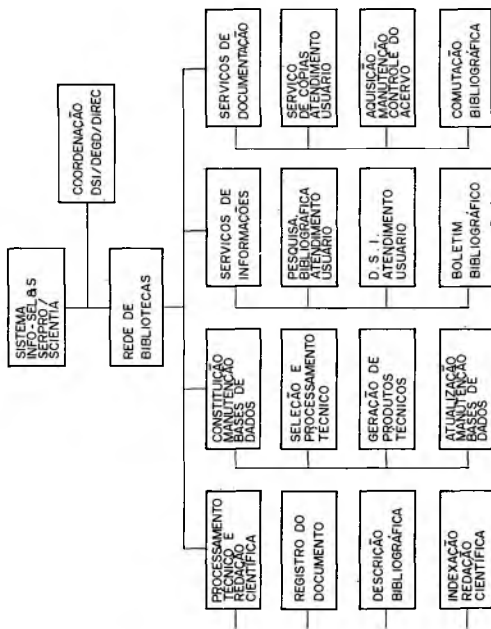 SISTEMA
INFO-SELAS
SERPRO/
SCIENTIA
COORDENAÇÃO
DSI/DEGD/DIREC
REDE DE
BIBLIOTECAS
PROCESSAMENTO
TÉCNICO E
REDAÇÃO
CIENTÍFICA
REGISTRO DO
DOCUMENTO
DESCRIÇÃO
BIBLIOGRÁFICA
INDEXAÇÃO
REDAÇÃO
CIENTÍFICA
CONSTITUIÇÃO
MANUTENÇÃO
BASES DE
DADOS
SELEÇÃO E
PROCESSAMENTO
TÉCNICO
GERAÇÃO DE
PRODUTOS
TÉCNICOS
ATUALIZAÇÃO
MANUTENÇÃO
BASES DE
DADOS
SERVIÇOS DE
INFORMAÇÕES
PESQUISA
BIBLIOGRÁFICA
ATENDIMENTO
USUÁRIO
D.S.I.
ATENDIMENTO
USUÁRIO
BOLETIM
BIBLIOGRÁFICO
SERVIÇOS DE
DOCUMENTAÇÃO
SERVIÇO
DE CÓPIAS
ATENDIMENTO
USUÁRIO
AQUISIÇÃO
MANUTENÇÃO
CONTROLE DO
ACERVO
COMUTAÇÃO
BIBLIOGRÁFICA